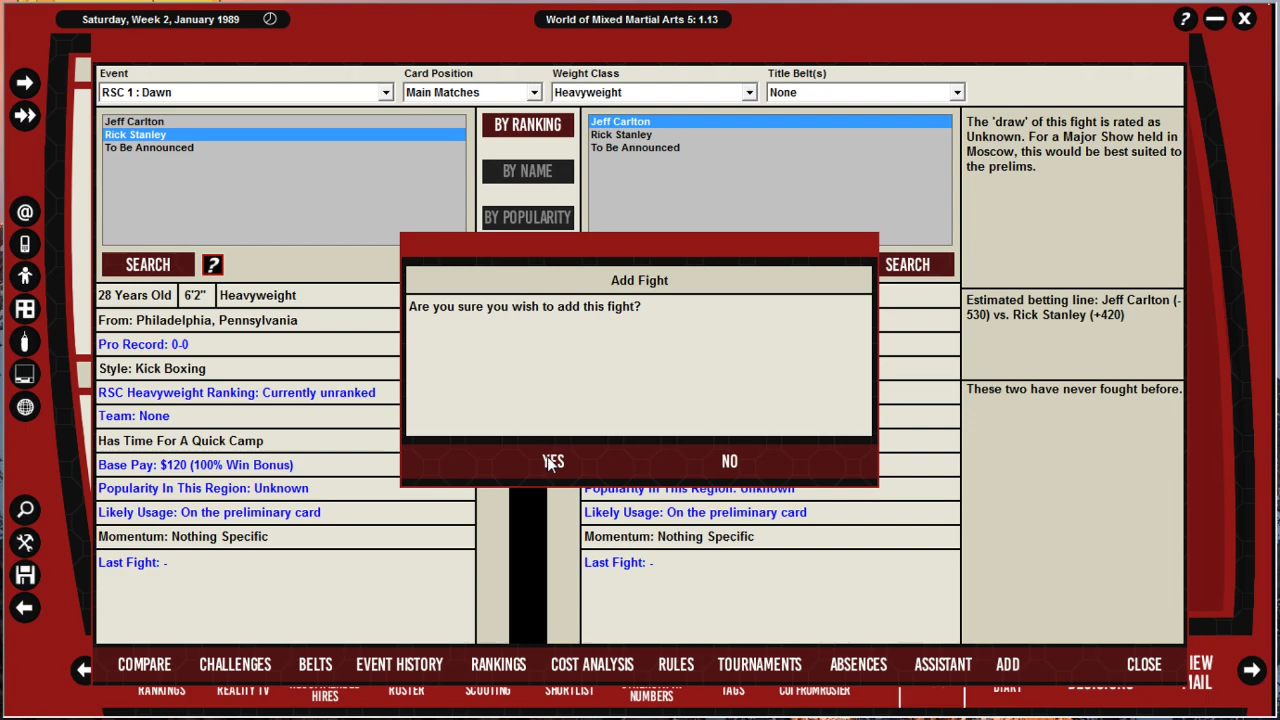 Saturday, Week 2, January 1989
World of Mixed Martial Arts 5: 1.13
?
X
Event
Card Position
Weight Class
Title Belt(s)
RSC 1 : Dawn
Main Matches
Heavyweight
None
Jeff Carlton
Rick Stanley
To Be Announced
BY RANKING
BY NAME
BY POPULARITY
Jeff Carlton
Rick Stanley
To Be Announced
The 'draw' of this fight is rated as
Unknown. For a Major Show held in
Moscow, this would be best suited to
the prelims.
SEARCH
?
SEARCH
Add Fight
Are you sure you wish to add this fight?
YES
NO
28 Years Old
6'2"
Heavyweight
From: Philadelphia, Pennsylvania
Pro Record: 0-0
Style: Kick Boxing
RSC Heavyweight Ranking: Currently unranked
Team: None
Has Time For A Quick Camp
Base Pay: $120 (100% Win Bonus)
Popularity In This Region: Unknown
Likely Usage: On the preliminary card
Momentum: Nothing Specific
Last Fight: -
Popularity In This Region: Unknown
Likely Usage: On the preliminary card
Momentum: Nothing Specific
Last Fight: -
Estimated betting line: Jeff Carlton (-
530) vs. Rick Stanley (+420)
These two have never fought before.
@
COMPARE
CHALLENGES
BELTS
EVENT HISTORY
RANKINGS
COST ANALYSIS
RULES
TOURNAMENTS
ABSENCES
ASSISTANT
ADD
CLOSE
IEW
MAIL
RANKINGS
REALITY TV
HIRES
ROSTER
SCOUTING
SHORTLIST
NUMBERS
TAGS
DIARY